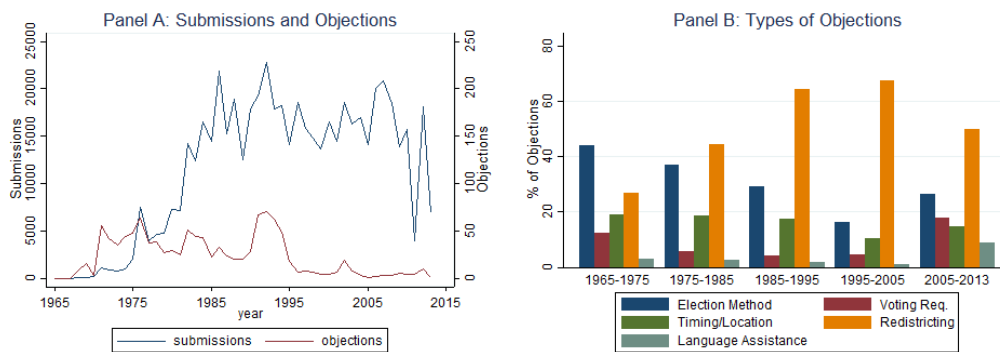 Panel A: Submissions and Objections
Submissions
0 5000 10000 15000 20000 25000
Objections
0 50 100 150 200 250
1965 1975 1985 1995 2005 2015
year
submissions objections
Panel B: Types of Objections
% of Objections
0 20 40 60 80
1965-1975 1975-1985 1985-1995 1995-2005 2005-2013
Election Method Voting Req.
Timing/Location Redistricting
Language Assistance